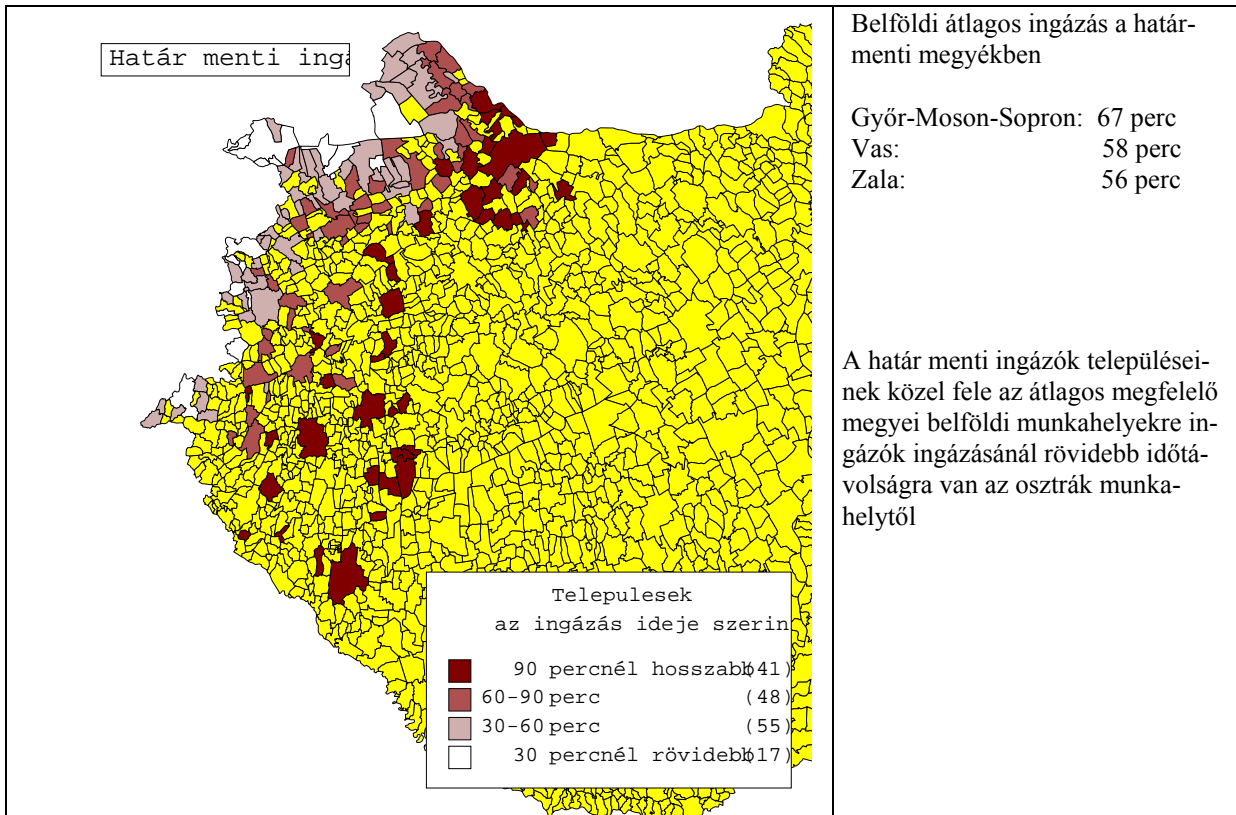 Határ menti ingá
Települések
az ingázás ideje szerin
90 percnél hosszabb (41)
60-90 perc (48)
30-60 perc (55)
30 percnél rövidebb (17)
Belföldi átlagos ingázás a határ-
menti megyékben
Győr-Moson-Sopron: 67 perc
Vas: 58 perc
Zala: 56 perc
A határ menti ingázók települései-
nek közel fele az átlagos megfelelő
megyei belföldi munkahelyekre in-
gázók ingázásánál rövidebb időtá-
volságra van az osztrák munka-
helytől